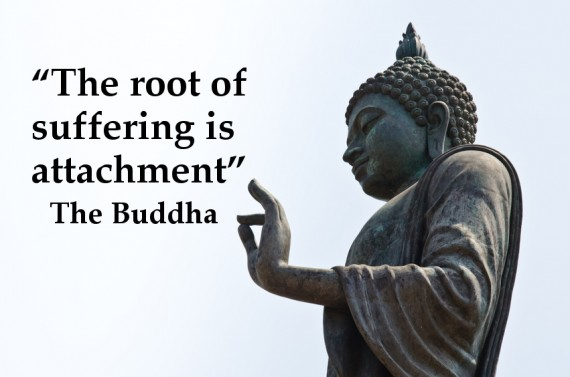 “The root of
suffering is
attachment”
The Buddha